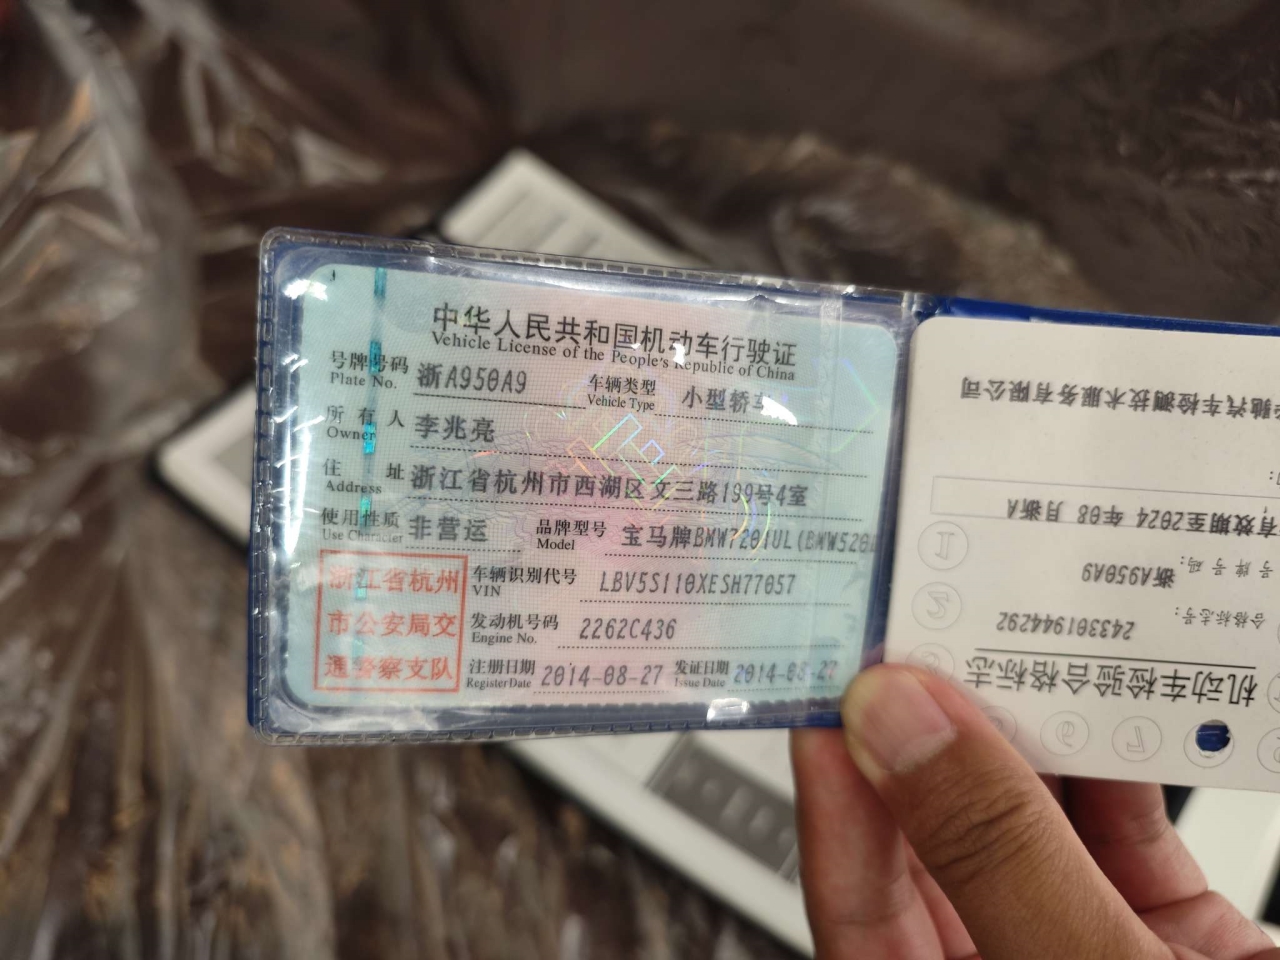 中华人民共和国机动车行驶证
Vehicle License of the People's Republic of China
号牌号码 浙A950A9 车辆类型 小型轿车
Plate No. Vehicle Type
所有人 李兆亮
Owner
住址 浙江省杭州市西湖区文三路199号4室
Address
使用性质 非营运 品牌型号 宝马牌BMW7201UL(BMW520
Use Character Model
浙江省杭州
市公安局交
通警察支队
车辆识别代号 LBV5S110XESH77057
VIN
发动机号码 2262C436
Engine No.
注册日期 2014-08-27 发证日期 2014-08-27
Register Date Issue Date
机动车检验合格标志
合格标志号: 243301944292
号牌号码: 浙A950A9
有效期至2024 年 08 月 浙A
驰汽车检测技术服务有限公司
1
2
6
7